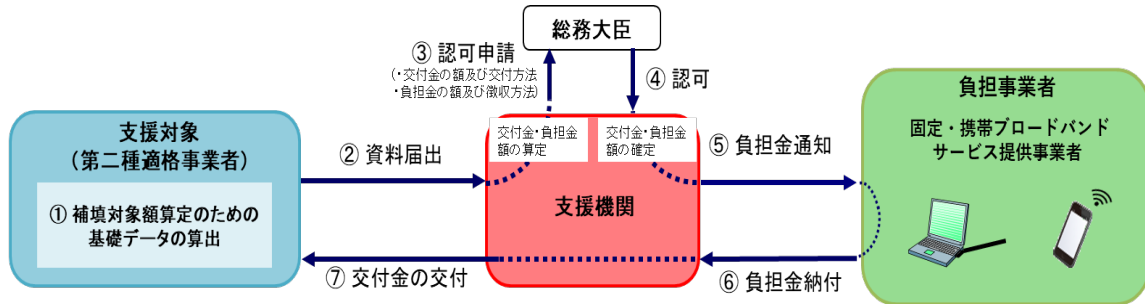 総務大臣
③ 認可申請
(・交付金の額及び交付方法
・負担金の額及び徴収方法)
④ 認可
支援対象
（第二種適格事業者）
① 補填対象額算定のための
基礎データの算出
② 資料届出
交付金・負担金
額の算定
交付金・負担金
額の確定
支援機関
⑤ 負担金通知
負担事業者
固定・携帯ブロードバンド
サービス提供事業者
⑥ 負担金納付
⑦ 交付金の交付